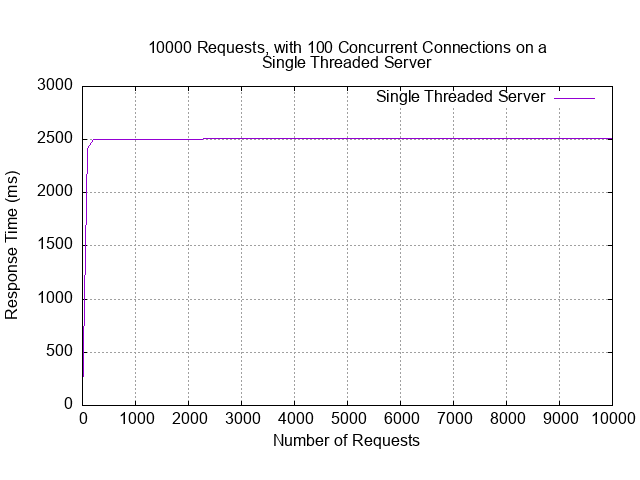 10000 Requests, with 100 Concurrent Connections on a
Single Threaded Server
Single Threaded Server
3000
2500
2000
1500
1000
500
0
Response Time (ms)
0 1000 2000 3000 4000 5000 6000 7000 8000 9000 10000
Number of Requests